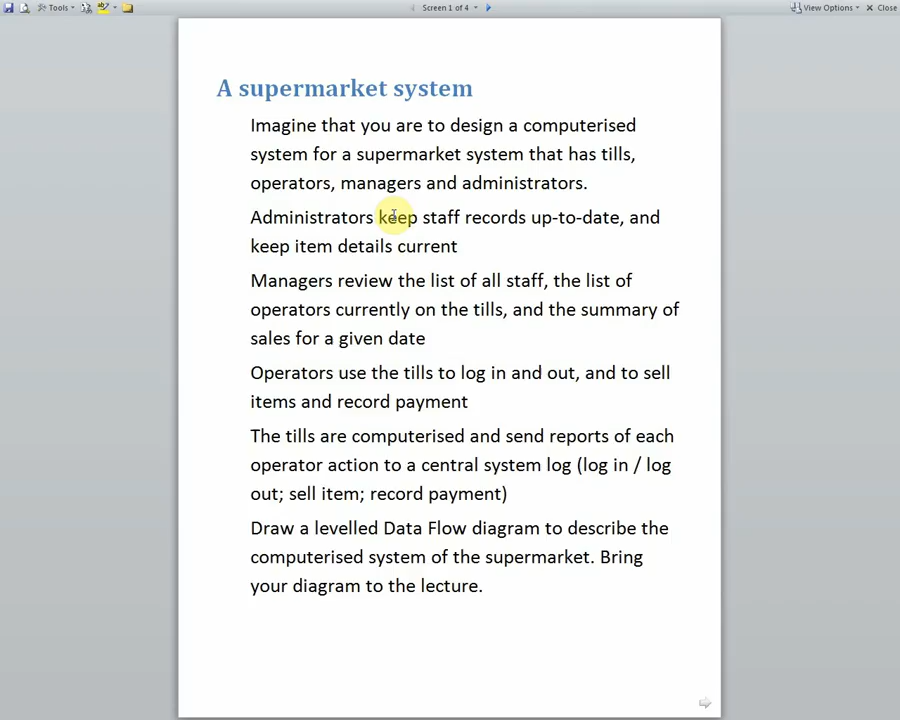 Tools
Screen 1 of 4
View Options
Close
A supermarket system
Imagine that you are to design a computerised
system for a supermarket system that has tills,
operators, managers and administrators.
Administrators keep staff records up-to-date, and
keep item details current
Managers review the list of all staff, the list of
operators currently on the tills, and the summary of
sales for a given date
Operators use the tills to log in and out, and to sell
items and record payment
The tills are computerised and send reports of each
operator action to a central system log (log in / log
out; sell item; record payment)
Draw a levelled Data Flow diagram to describe the
computerised system of the supermarket. Bring
your diagram to the lecture.